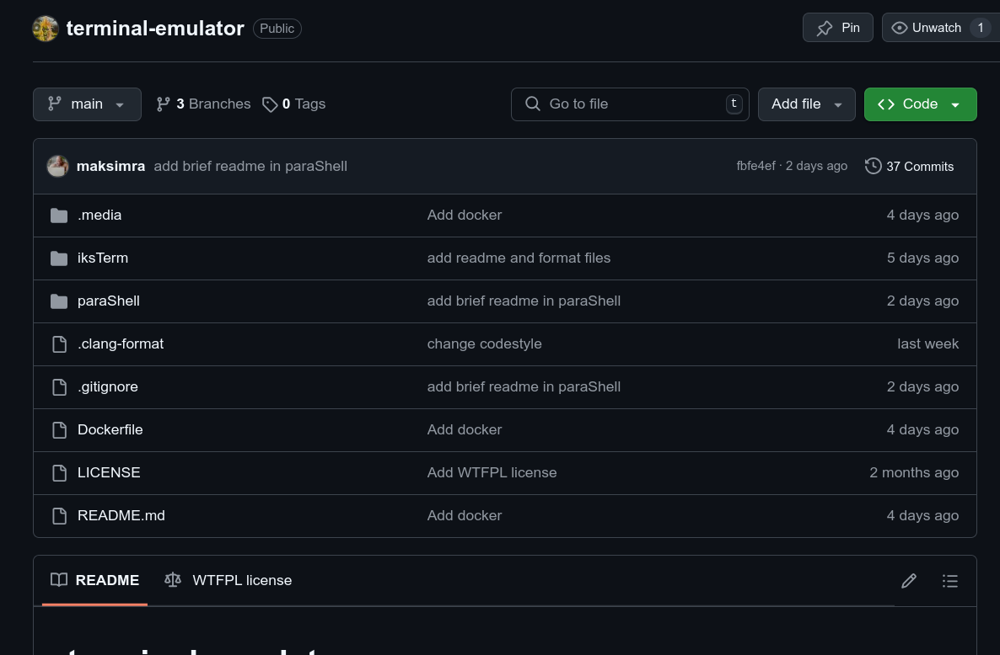 terminal-emulator Public Pin Unwatch 1
main 3 Branches 0 Tags Go to file t Add file Code
maksimra add brief readme in paraShell fbfe4ef · 2 days ago 37 Commits
.media Add docker 4 days ago
iksTerm add readme and format files 5 days ago
paraShell add brief readme in paraShell 2 days ago
.clang-format change codestyle last week
.gitignore add brief readme in paraShell 2 days ago
Dockerfile Add docker 4 days ago
LICENSE Add WTFPL license 2 months ago
README.md Add docker 4 days ago
README WTFPL license